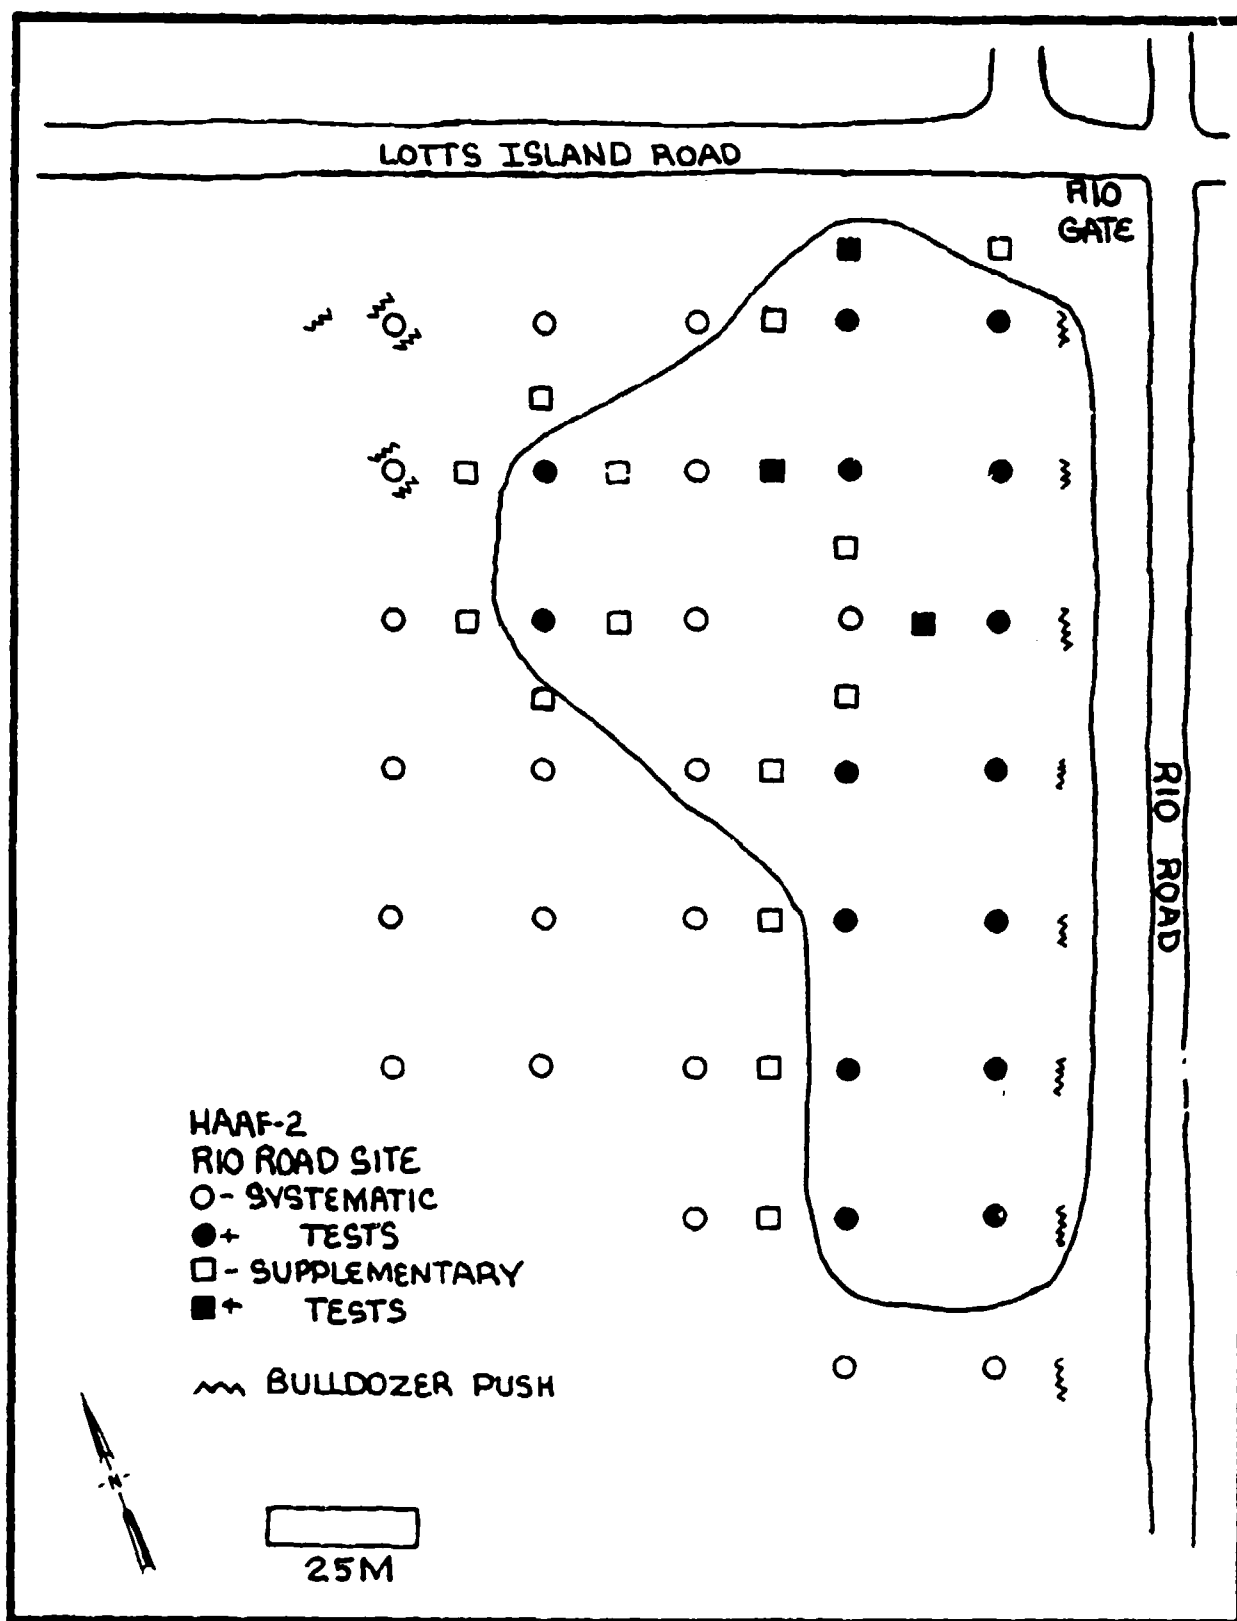 LOTTS ISLAND ROAD
RIO
GATE
RIO ROAD
HAAF-2
RIO ROAD SITE
○- SYSTEMATIC
●+ TESTS
□- SUPPLEMENTARY
■+ TESTS
BULLDOZER PUSH
-N-
25M